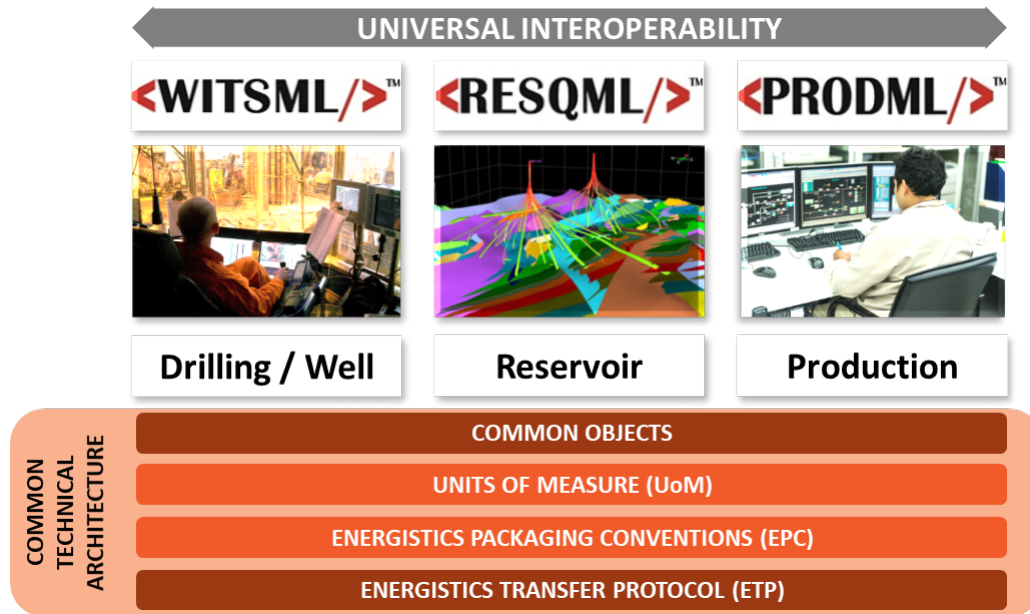 UNIVERSAL INTEROPERABILITY
<WITSML/>™
<RESQML/>™
<PRODML/>™
Drilling / Well
Reservoir
Production
COMMON
TECHNICAL
ARCHITECTURE
COMMON OBJECTS
UNITS OF MEASURE (UoM)
ENERGISTICS PACKAGING CONVENTIONS (EPC)
ENERGISTICS TRANSFER PROTOCOL (ETP)